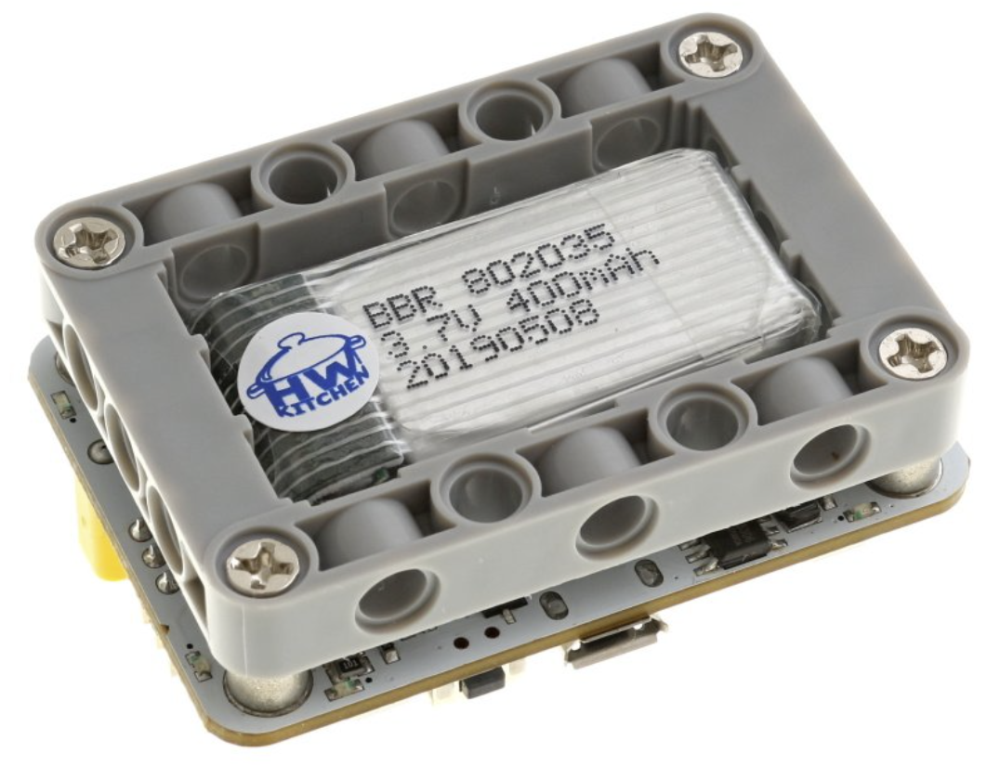 BBR 802035
3.7V 400mAh
20190508
HW
KITCHEN